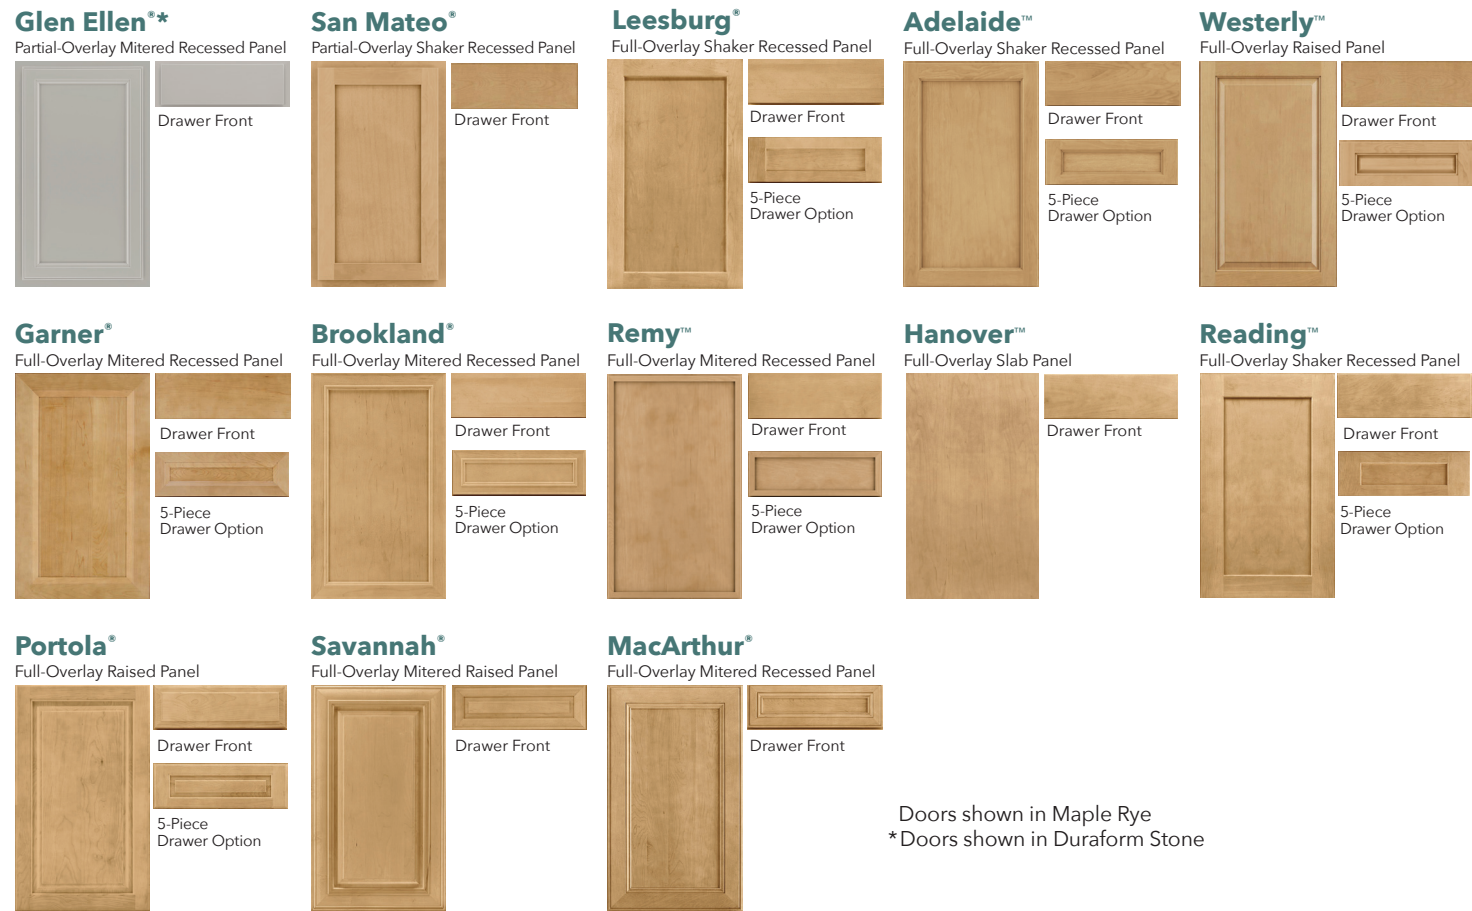 Glen Ellen®*
Partial-Overlay Mitered Recessed Panel
Drawer Front
San Mateo®
Partial-Overlay Shaker Recessed Panel
Drawer Front
Leesburg®
Full-Overlay Shaker Recessed Panel
Drawer Front
5-Piece
Drawer Option
Adelaide™
Full-Overlay Shaker Recessed Panel
Drawer Front
5-Piece
Drawer Option
Westerly™
Full-Overlay Raised Panel
Drawer Front
5-Piece
Drawer Option
Garner®
Full-Overlay Mitered Recessed Panel
Drawer Front
5-Piece
Drawer Option
Brookland®
Full-Overlay Mitered Recessed Panel
Drawer Front
5-Piece
Drawer Option
Remy™
Full-Overlay Mitered Recessed Panel
Drawer Front
5-Piece
Drawer Option
Hanover™
Full-Overlay Slab Panel
Drawer Front
Reading™
Full-Overlay Shaker Recessed Panel
Drawer Front
5-Piece
Drawer Option
Portola®
Full-Overlay Raised Panel
Drawer Front
5-Piece
Drawer Option
Savannah®
Full-Overlay Mitered Raised Panel
Drawer Front
MacArthur®
Full-Overlay Mitered Recessed Panel
Drawer Front
Doors shown in Maple Rye
*Doors shown in Duraform Stone